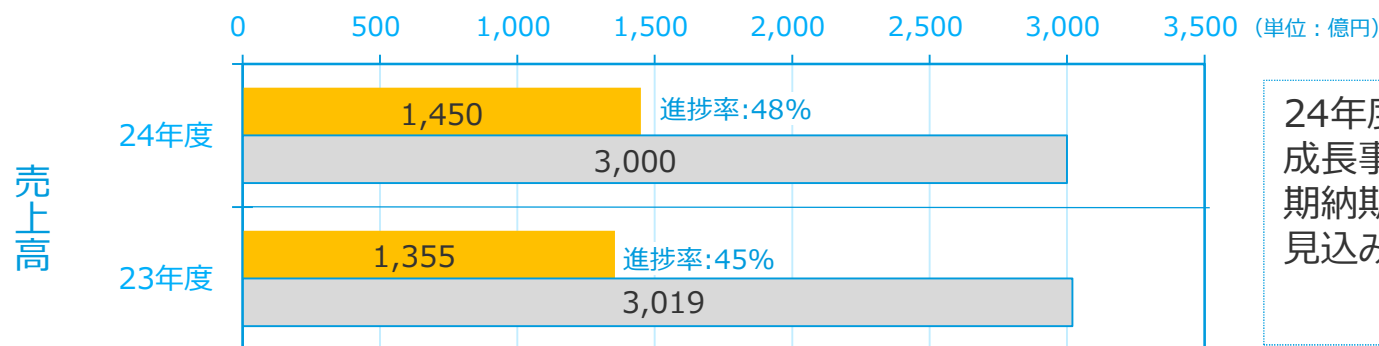 0 500 1,000 1,500 2,000 2,500 3,000 3,500 (単位：億円)
売上高
24年度
1,450 進捗率:48%
3,000
23年度
1,355 進捗率:45%
3,019
24年
成長事
期納
見込み